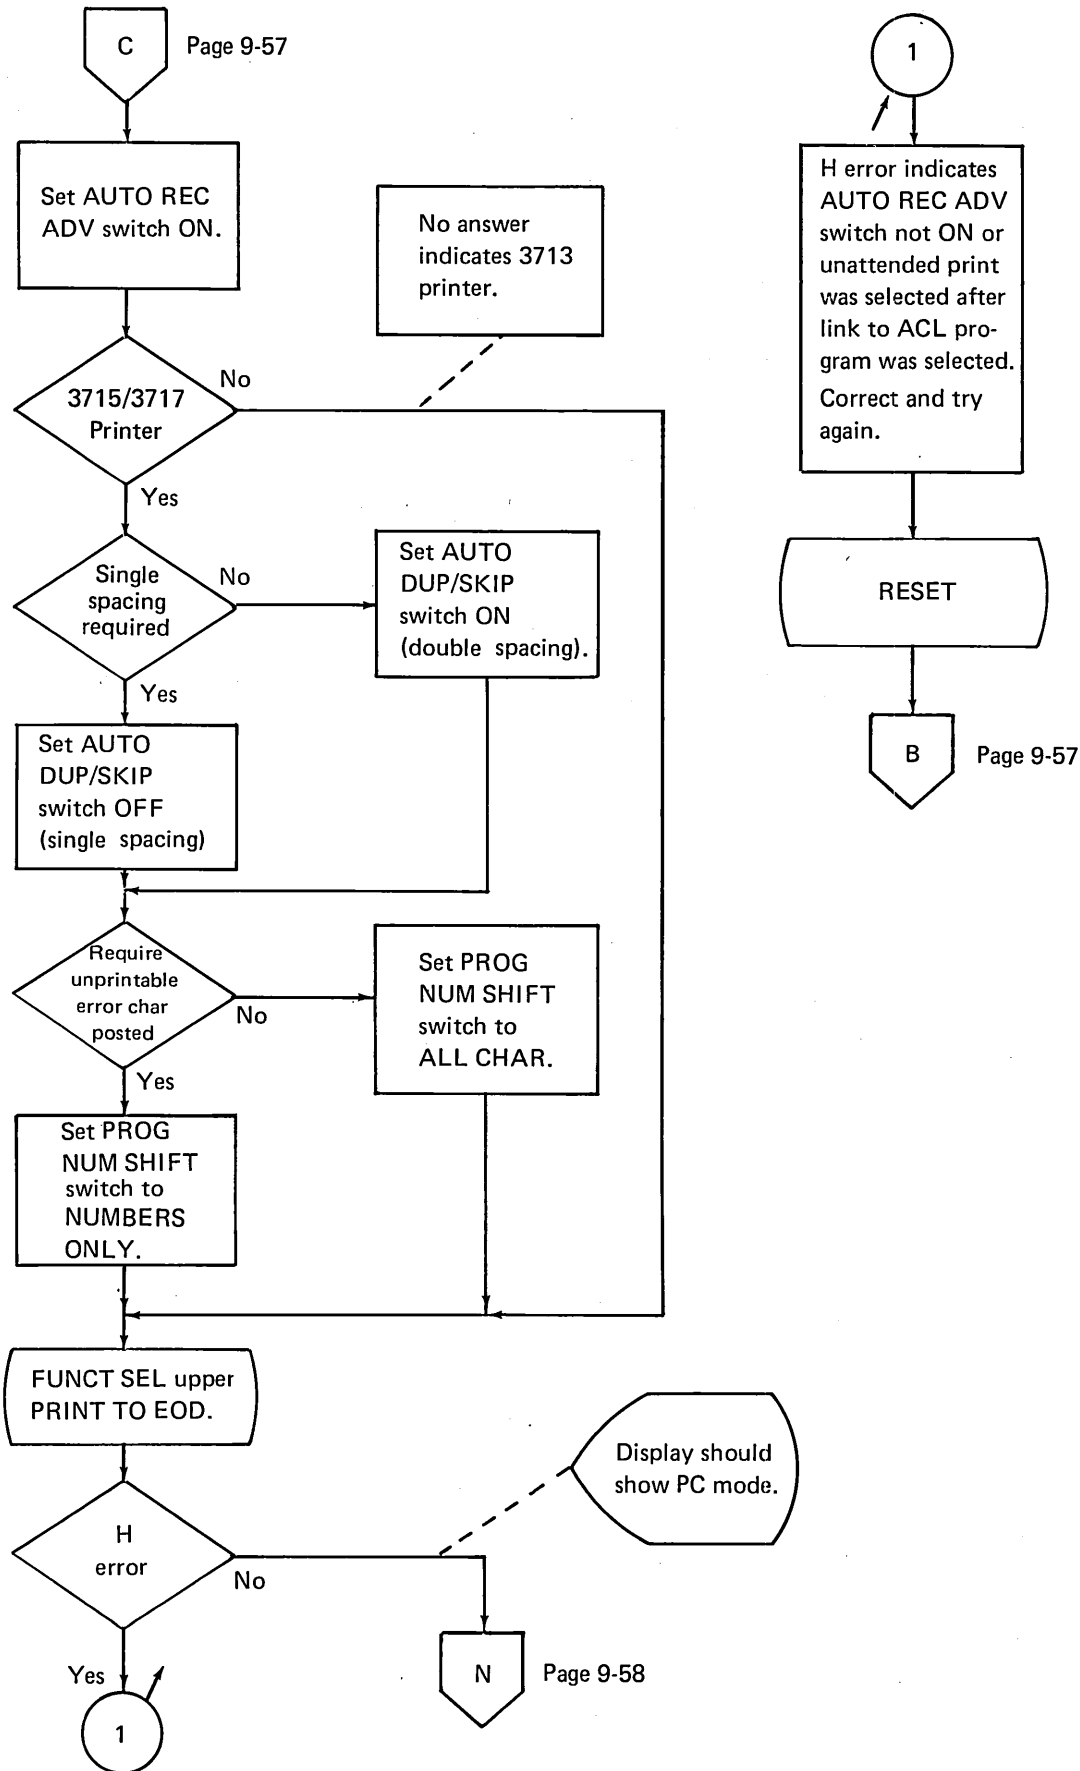 C
Page 9-57
Set AUTO REC
ADV switch ON.
No answer
indicates 3713
printer.
3715/3717
Printer
No
Yes
Single
spacing
required
No
Set AUTO
DUP/SKIP
switch ON
(double spacing).
Yes
Set AUTO
DUP/SKIP
switch OFF
(single spacing)
Require
unprintable
error char
posted
No
Set PROG
NUM SHIFT
switch to
ALL CHAR.
Yes
Set PROG
NUM SHIFT
switch to
NUMBERS
ONLY.
FUNCT SEL upper
PRINT TO EOD.
Display should
show PC mode.
H
error
No
Yes
N
Page 9-58
1
1
H error indicates
AUTO REC ADV
switch not ON or
unattended print
was selected after
link to ACL pro-
gram was selected.
Correct and try
again.
RESET
B
Page 9-57